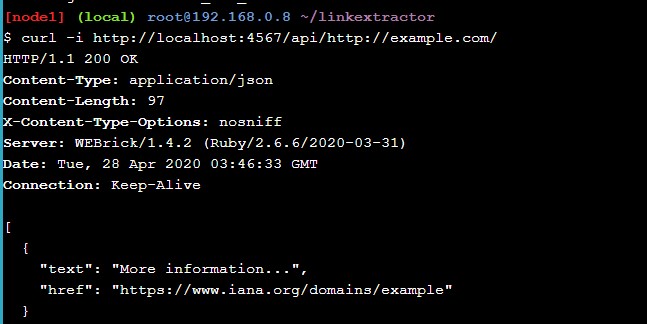 [node1] (local) root@192.168.0.8 ~/linkextractor
$ curl -i http://localhost:4567/api/http://example.com/
HTTP/1.1 200 OK
Content-Type: application/json
Content-Length: 97
X-Content-Type-Options: nosniff
Server: WEBrick/1.4.2 (Ruby/2.6.6/2020-03-31)
Date: Tue, 28 Apr 2020 03:46:33 GMT
Connection: Keep-Alive

[
  {
    "text": "More information...",
    "href": "https://www.iana.org/domains/example"
  }